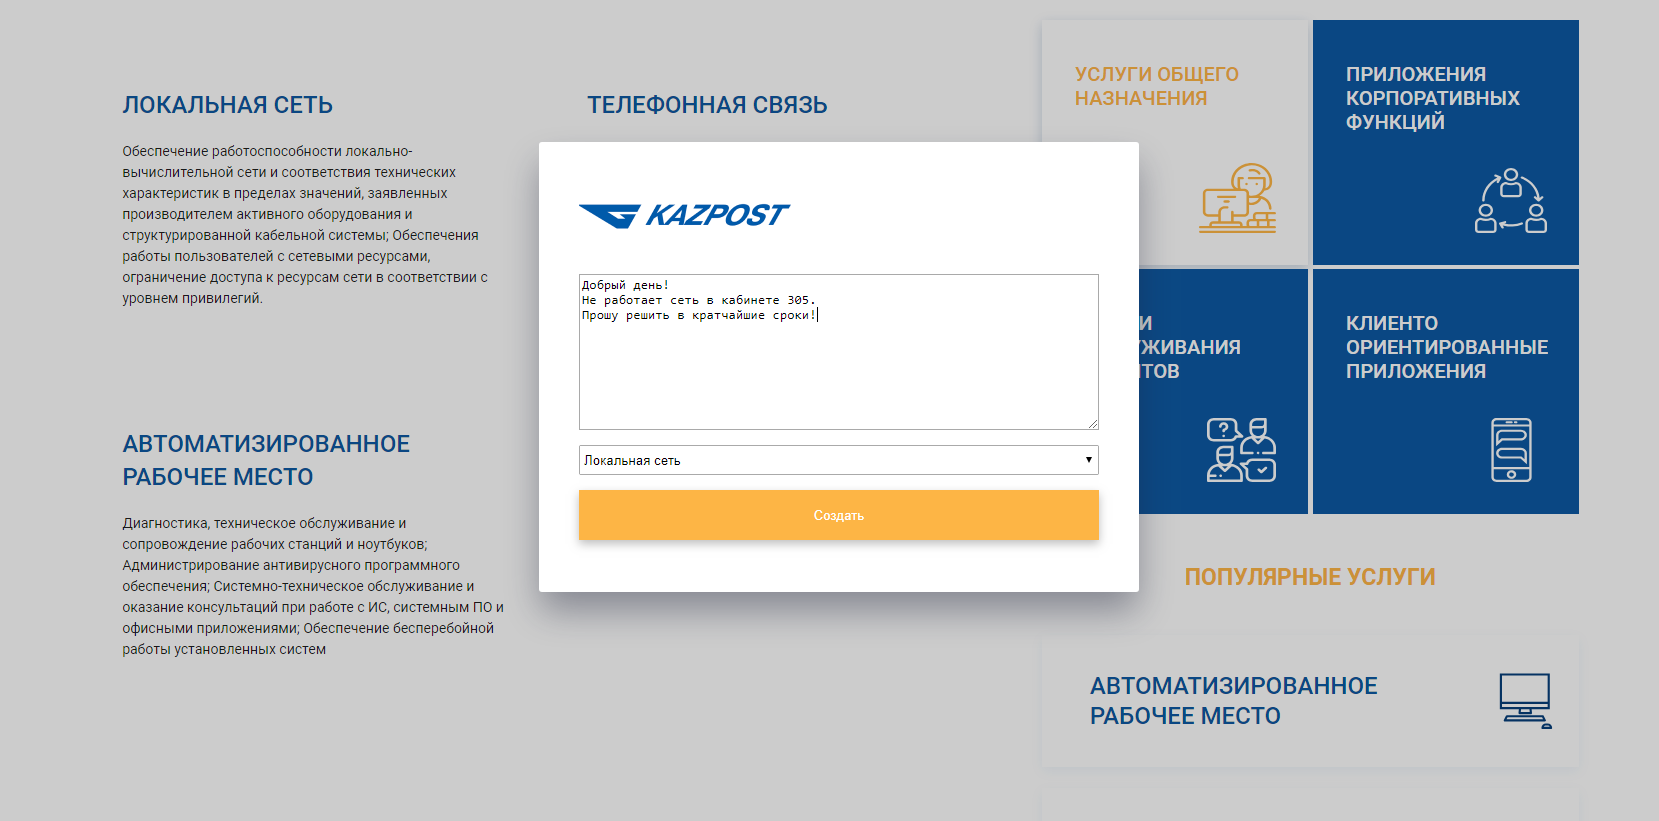 ЛОКАЛЬНАЯ СЕТЬ
Обеспечение работоспособности локально-
вычислительной сети и соответствия технических
характеристик в пределах значений, заявленных
производителем активного оборудования и
структурированной кабельной системы; Обеспечения
работы пользователей с сетевыми ресурсами,
ограничение доступа к ресурсам сети в соответствии с
уровнем привилегий.
ТЕЛЕФОННАЯ СВЯЗЬ
АВТОМАТИЗИРОВАННОЕ
РАБОЧЕЕ МЕСТО
Диагностика, техническое обслуживание и
сопровождение рабочих станций и ноутбуков;
Администрирование антивирусного программного
обеспечения; Системно-техническое обслуживание и
оказание консультаций при работе с ИС, системным ПО и
офисными приложениями; Обеспечение бесперебойной
работы установленных систем
KAZPOST
Добрый день!
Не работает сеть в кабинете 305.
Прошу решить в кратчайшие сроки!
Локальная сеть
Создать
УСЛУГИ ОБЩЕГО
НАЗНАЧЕНИЯ
ПРИЛОЖЕНИЯ
КОРПОРАТИВНЫХ
ФУНКЦИЙ
И
УЖИВАНИЯ
ТОВ
КЛИЕНТО
ОРИЕНТИРОВАННЫЕ
ПРИЛОЖЕНИЯ
ПОПУЛЯРНЫЕ УСЛУГИ
АВТОМАТИЗИРОВАННОЕ
РАБОЧЕЕ МЕСТО